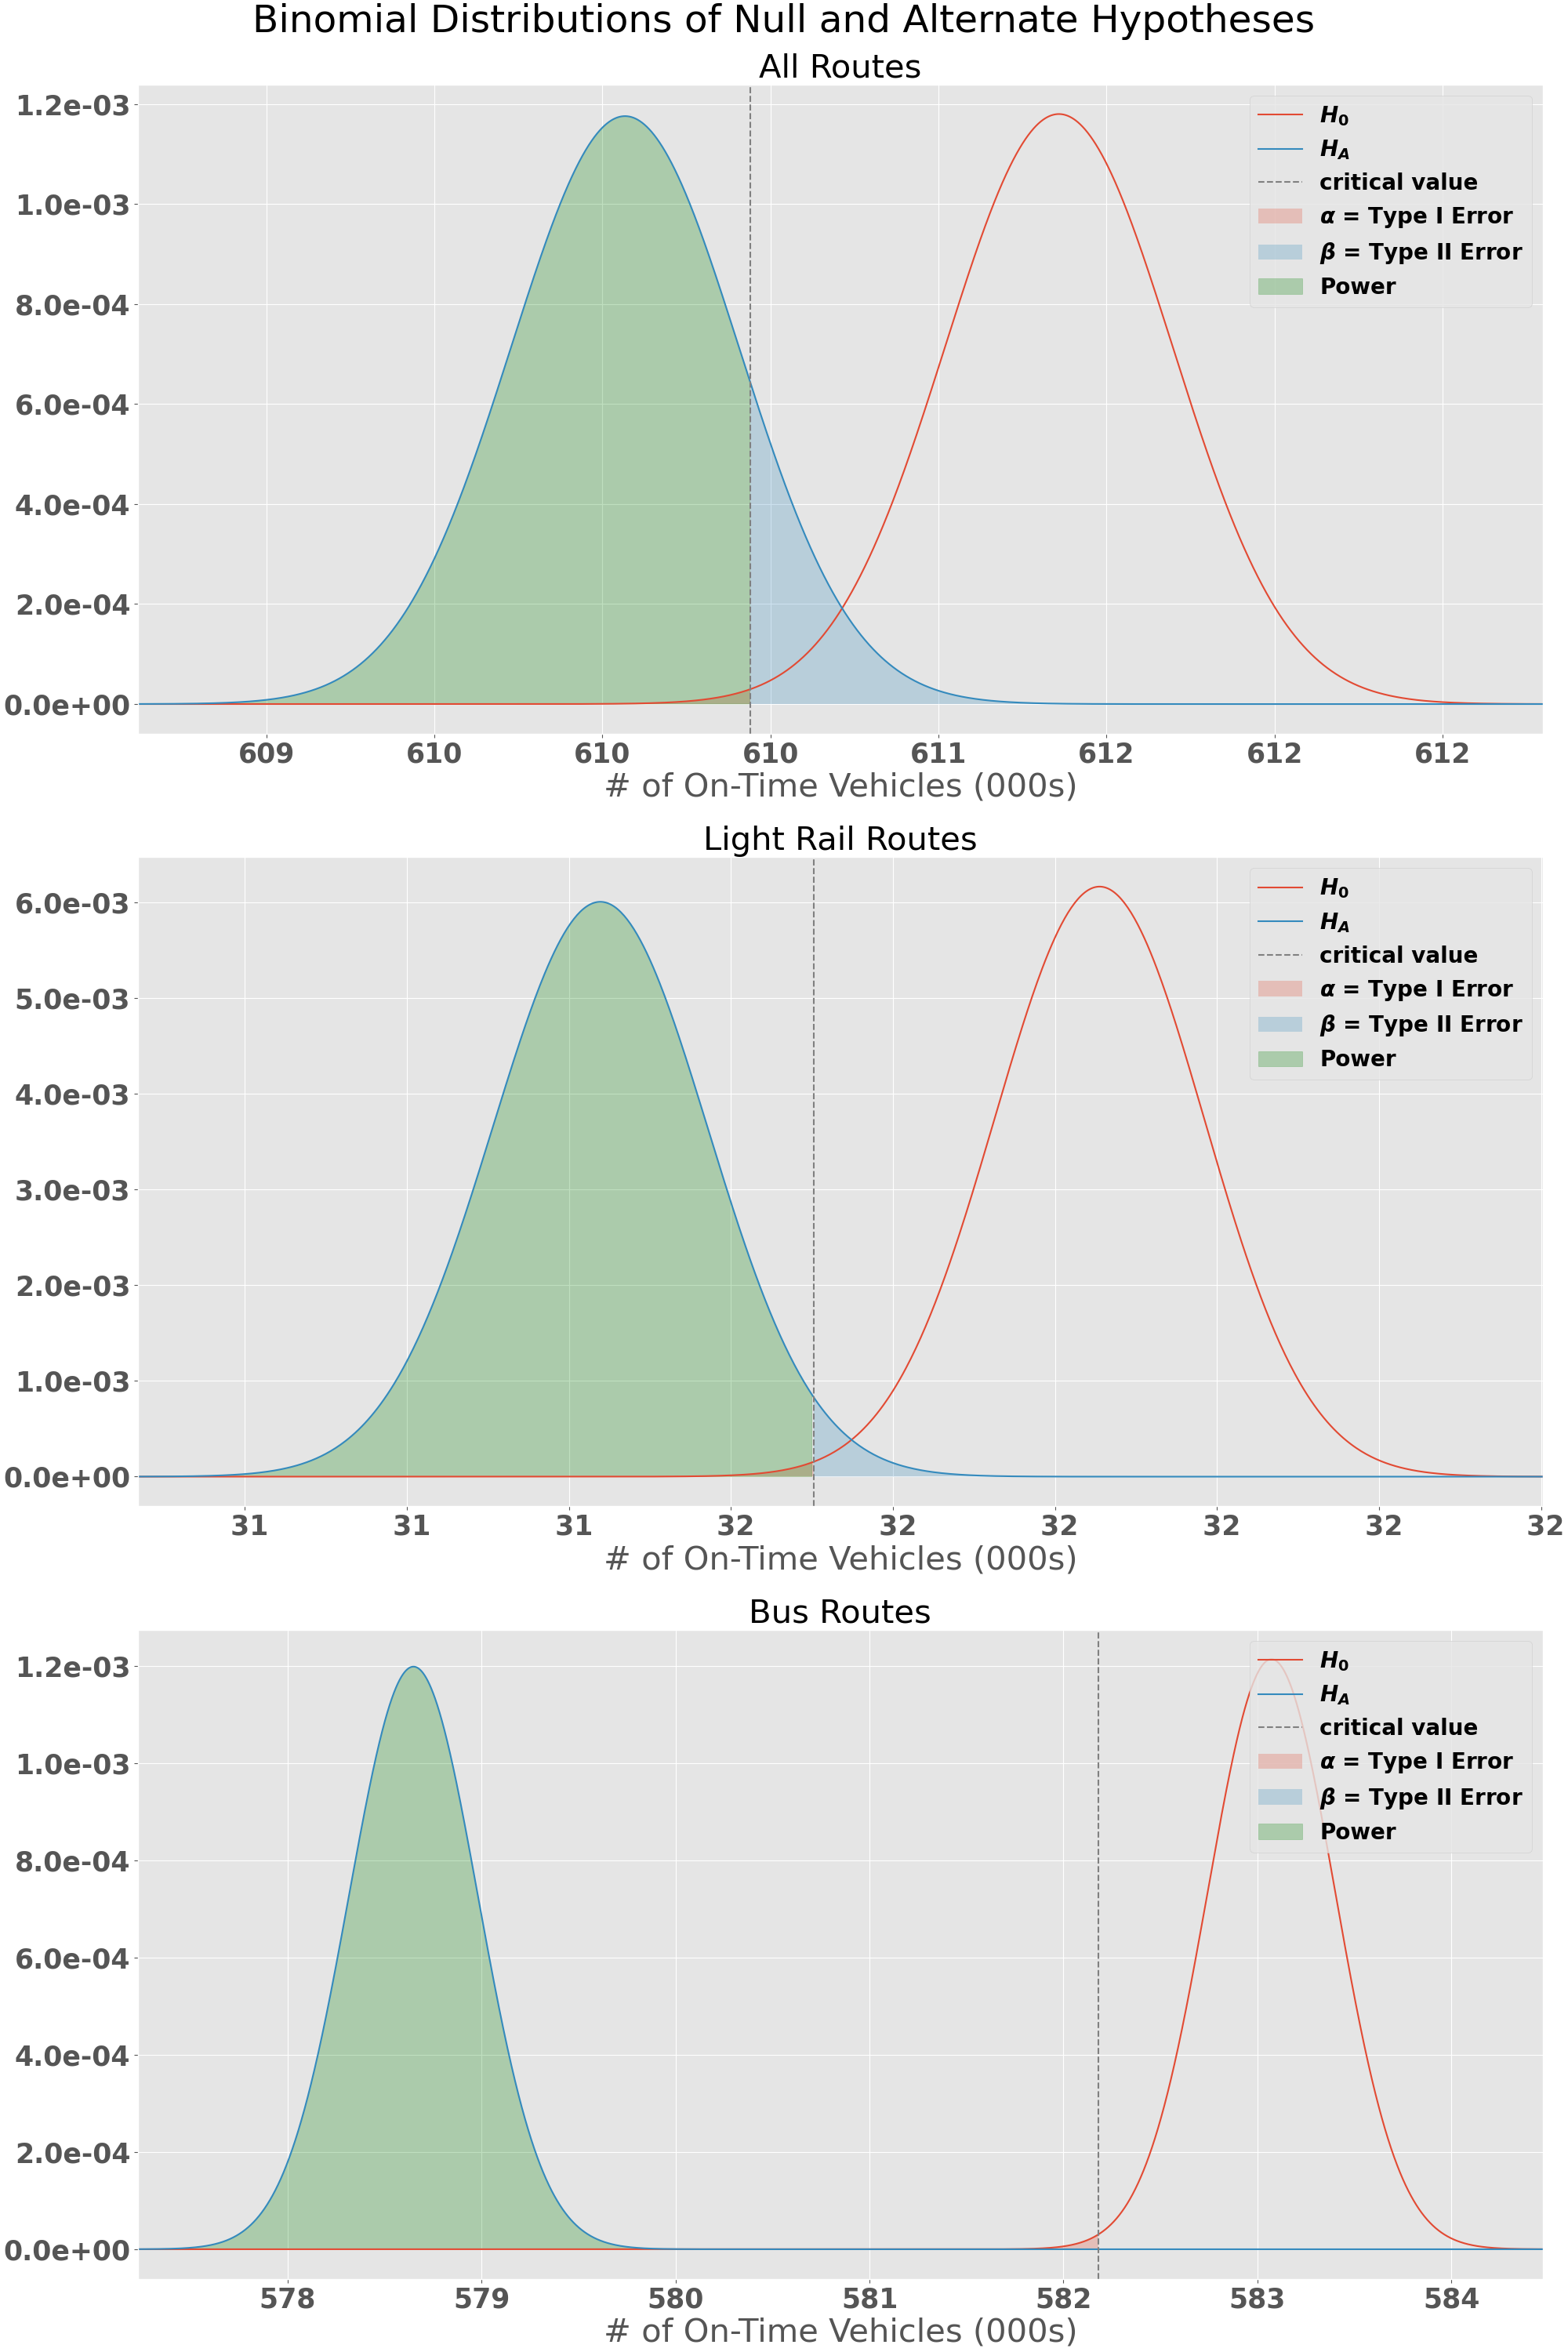 Binomial Distributions of Null and Alternate Hypotheses
All Routes
1.2e-03
1.0e-03
8.0e-04
6.0e-04
4.0e-04
2.0e-04
0.0e+00
H₀
H_A
critical value
α = Type I Error
β = Type II Error
Power
609 610 610 610 611 612 612 612
# of On-Time Vehicles (000s)
Light Rail Routes
6.0e-03
5.0e-03
4.0e-03
3.0e-03
2.0e-03
1.0e-03
0.0e+00
H₀
H_A
critical value
α = Type I Error
β = Type II Error
Power
31 31 31 32 32 32 32 32 32
# of On-Time Vehicles (000s)
Bus Routes
1.2e-03
1.0e-03
8.0e-04
6.0e-04
4.0e-04
2.0e-04
0.0e+00
H₀
H_A
critical value
α = Type I Error
β = Type II Error
Power
578 579 580 581 582 583 584
# of On-Time Vehicles (000s)